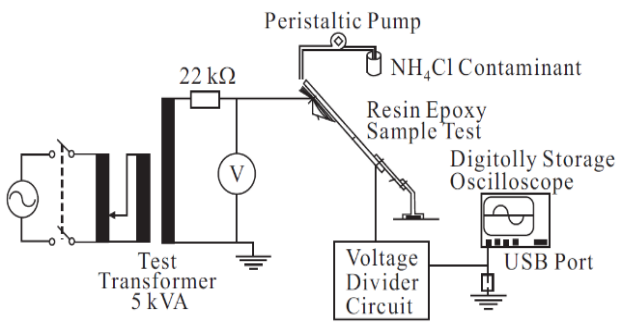 Peristaltic Pump
NH₄Cl Contaminant
22 kΩ
Resin Epoxy
Sample Test
Digitolly Storage
Oscilloscope
V
Test
Transformer
5 kVA
Voltage
Divider
Circuit
USB Port